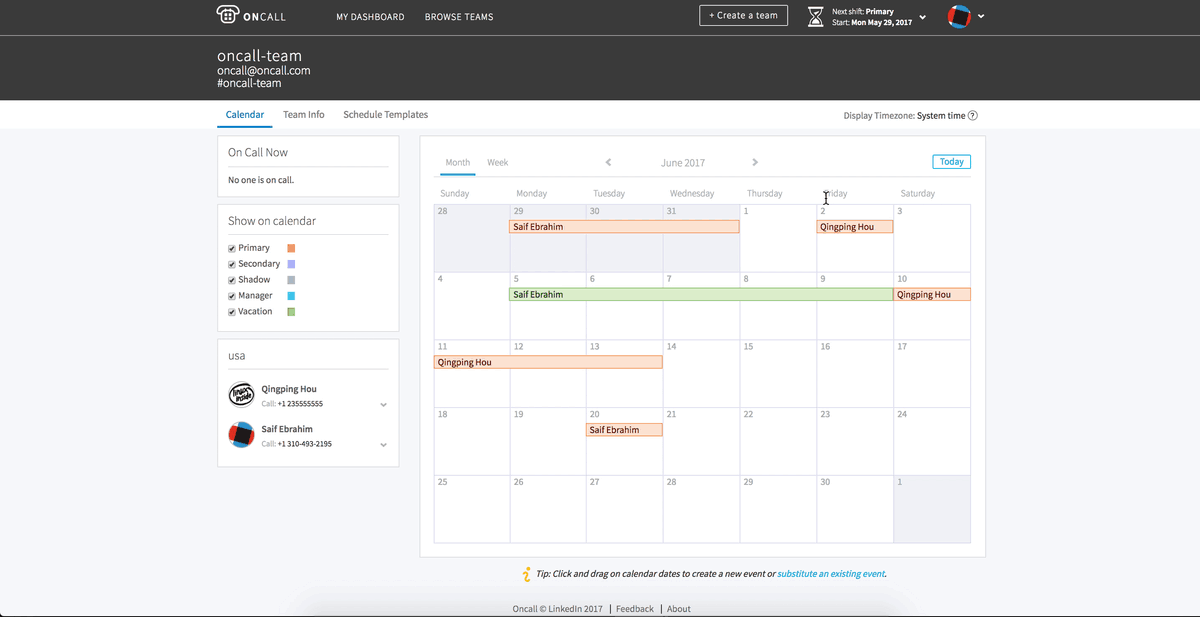 ONCALL MY DASHBOARD BROWSE TEAMS + Create a team Next shift: Primary
Start: Mon May 29, 2017
oncall-team
oncall@oncall.com
#oncall-team
Calendar Team Info Schedule Templates Display Timezone: System time ?
On Call Now
No one is on call.
Show on calendar
Primary
Secondary
Shadow
Manager
Vacation
usa
Qingping Hou
Call: +1 235555555
Saif Ebrahim
Call: +1 310-493-2195
Month Week < June 2017 > Today
Sunday Monday Tuesday Wednesday Thursday Friday Saturday
28 29 30 31 1 2 3
Saif Ebrahim Qingping Hou
4 5 6 7 8 9 10
Saif Ebrahim Qingping Hou
11 12 13 14 15 16 17
Qingping Hou
18 19 20 21 22 23 24
Saif Ebrahim
25 26 27 28 29 30 1
Tip: Click and drag on calendar dates to create a new event or substitute an existing event.
Oncall © LinkedIn 2017 | Feedback | About